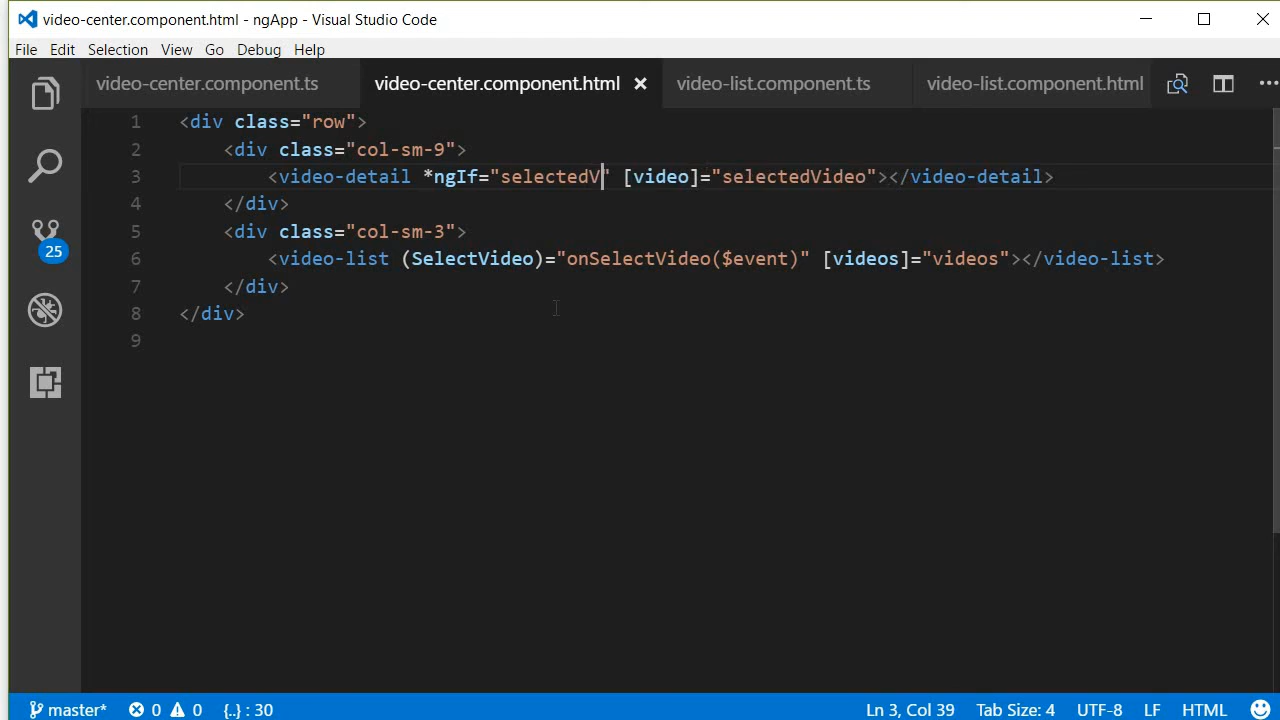 video-center.component.html - ngApp - Visual Studio Code
File Edit Selection View Go Debug Help
video-center.component.ts video-center.component.html video-list.component.ts video-list.component.html
1 <div class="row">
2 <div class="col-sm-9">
3 <video-detail *ngIf="selectedV" [video]="selectedVideo"></video-detail>
4 </div>
5 <div class="col-sm-3">
6 <video-list (SelectVideo)="onSelectVideo($event)" [videos]="videos"></video-list>
7 </div>
8 </div>
9
25
master* 0 0 {..} : 30 Ln 3, Col 39 Tab Size: 4 UTF-8 LF HTML